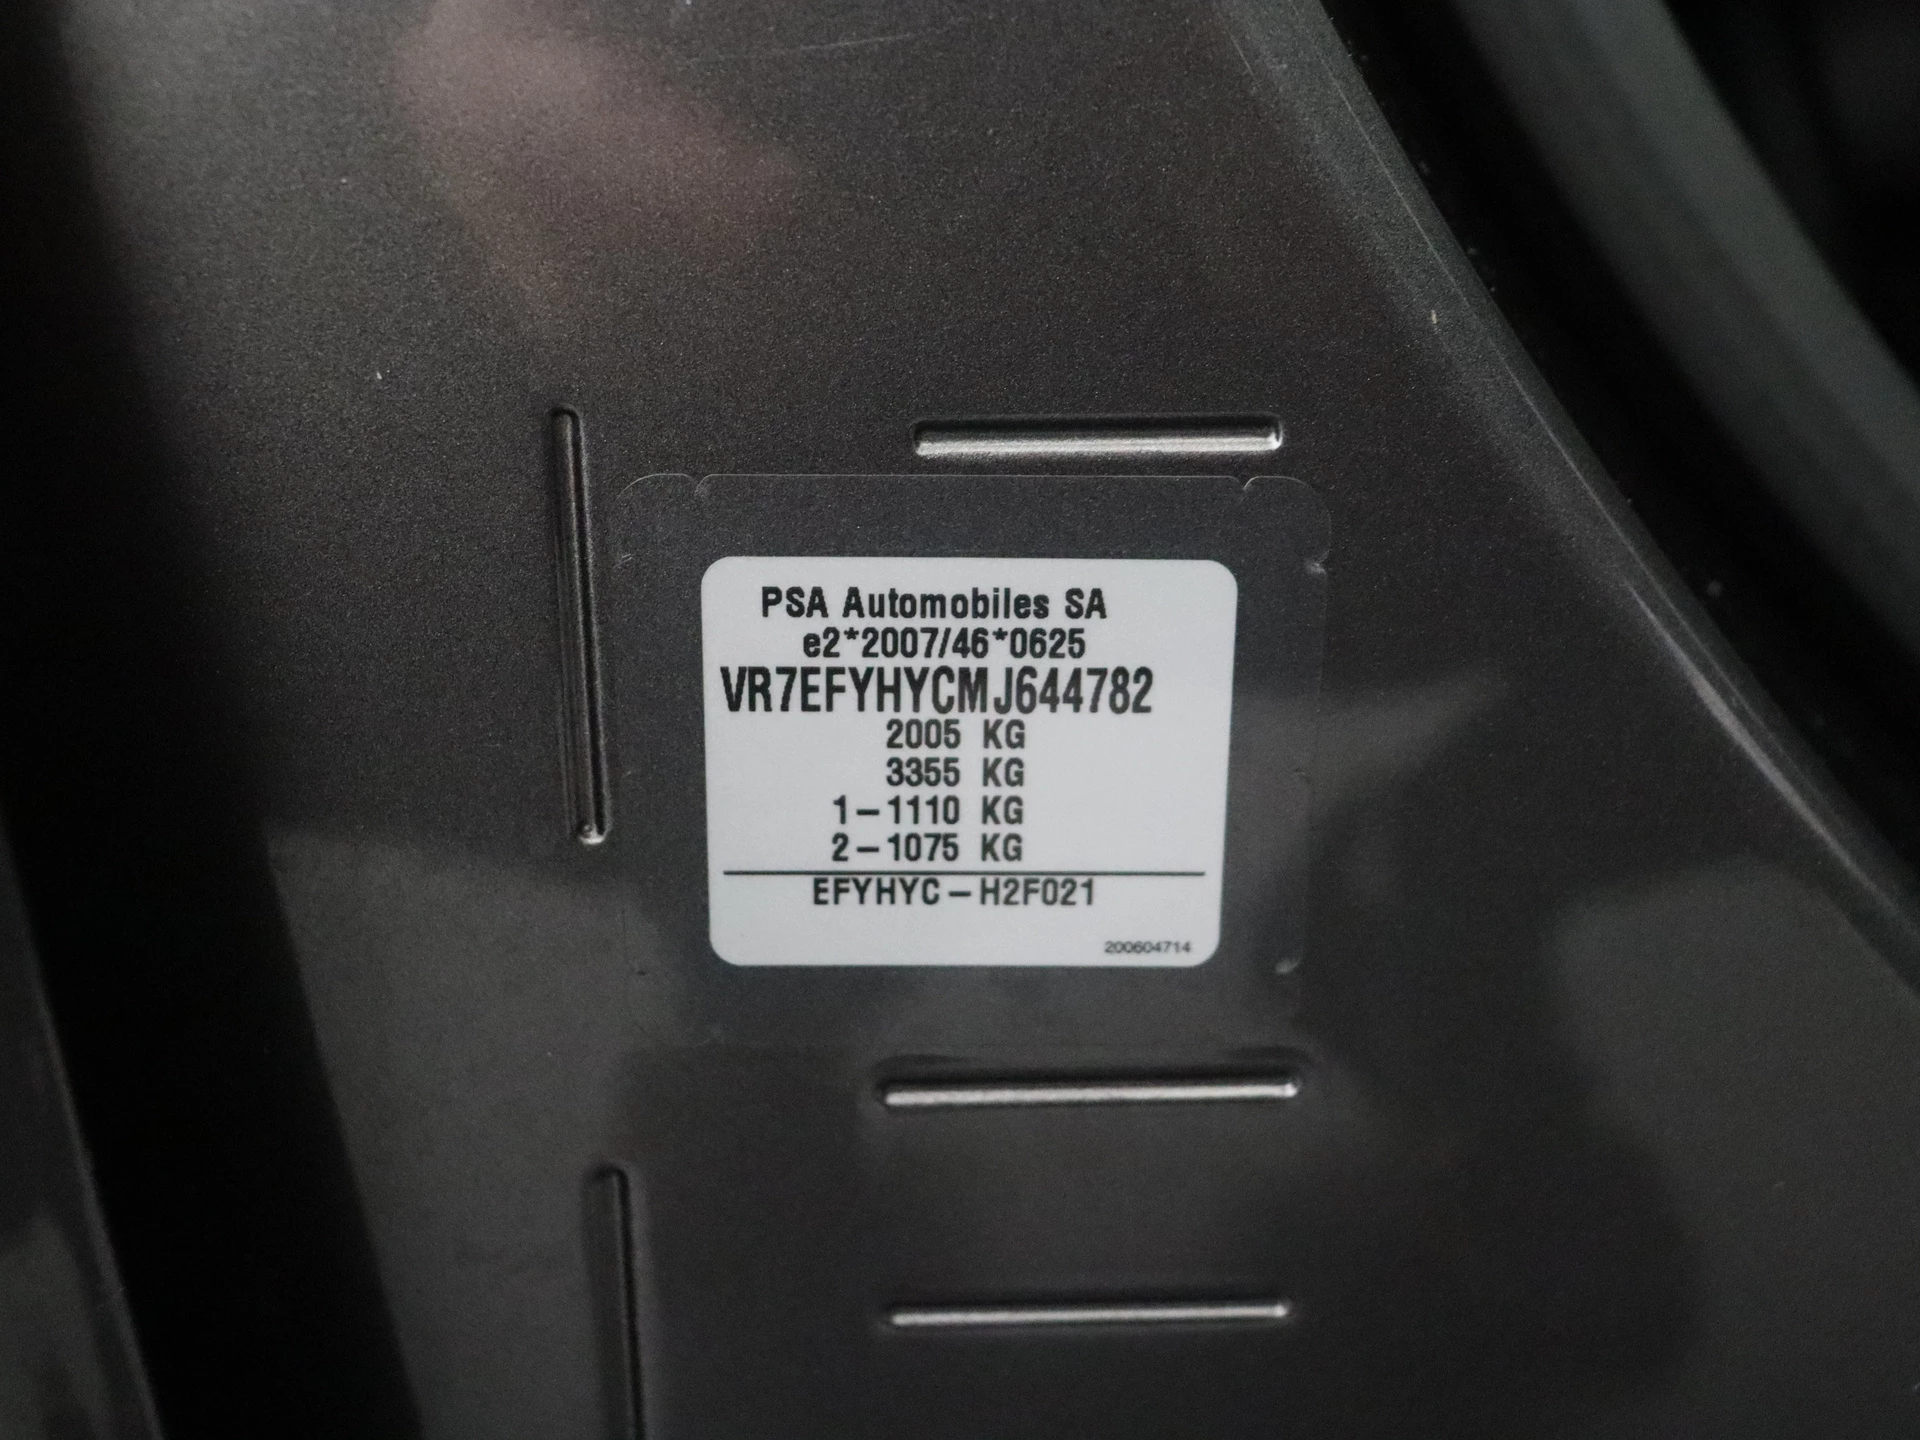 PSA Automobiles SA
e2*2007/46*0625
VR7EFYHYCMJ644782
2005 KG
3355 KG
1-1110 KG
2-1075 KG
EFYHYC-H2F021
200604714